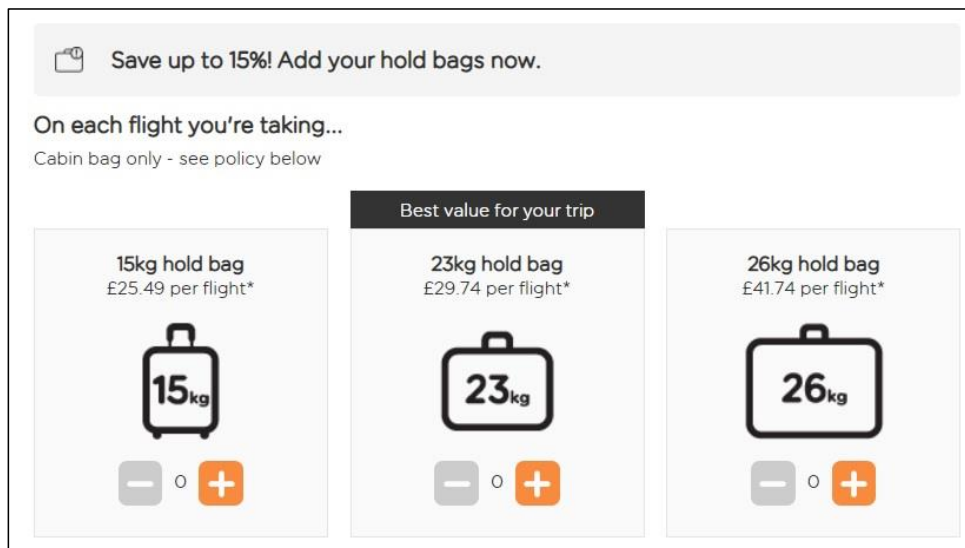 Save up to 15%! Add your hold bags now.
On each flight you're taking...
Cabin bag only - see policy below
Best value for your trip
15kg hold bag
£25.49 per flight*
15kg
0
23kg hold bag
£29.74 per flight*
23kg
0
26kg hold bag
£41.74 per flight*
26kg
0